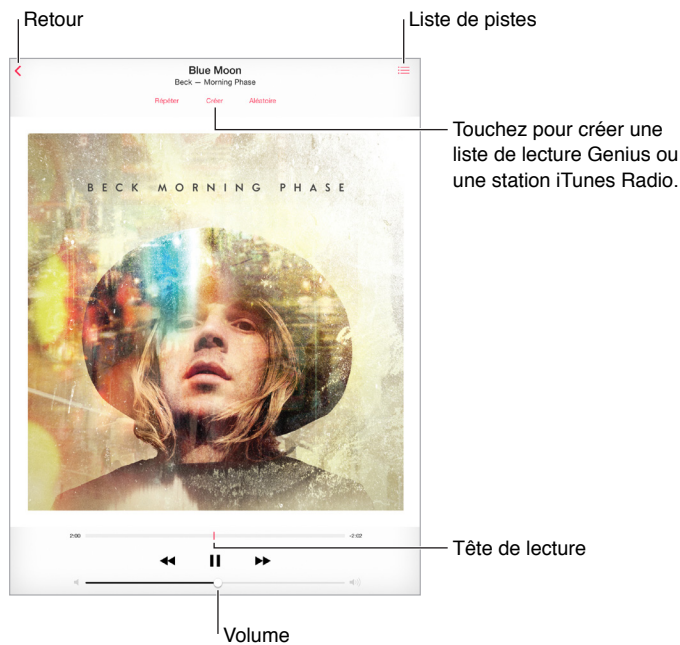 Retour
Liste de pistes
Blue Moon
Beck — Morning Phase
Répéter Créer Aléatoire
Touchez pour créer une
liste de lecture Genius ou
une station iTunes Radio.
BECK MORNING PHASE
2:00 -2:02
Tête de lecture
Volume